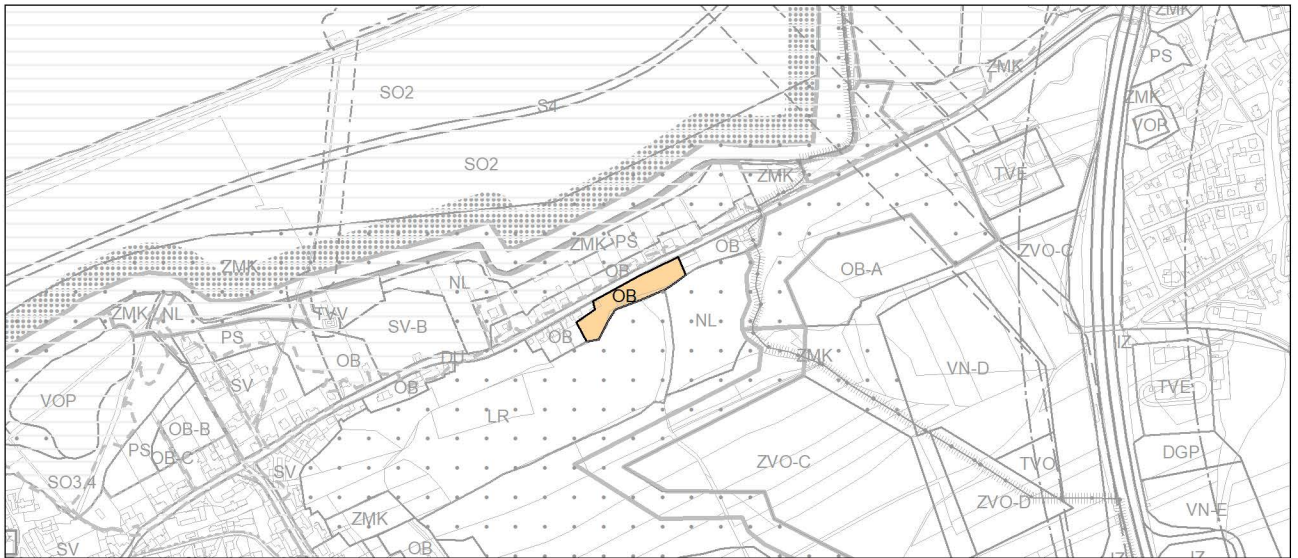 ZMK
PS
ZMK
SO2
ZMK
S4
VOP
SO2
ZMK
TVE
PS
ZMK
OB
ZVO-C
ZMK
OB
OB-A
NL
OB
ZMK
NL
TVV
SV-B
NL
PS
OB
IZ
OB
DU
ZMK
VN-D
SV
OB
TVE
VOP
LR
OB-B
PS
OB-C
DGP
ZVO-C
TVO
SV
SO3,4
ZVO-D
VN-E
ZMK
SV
OB
IZ
IZ